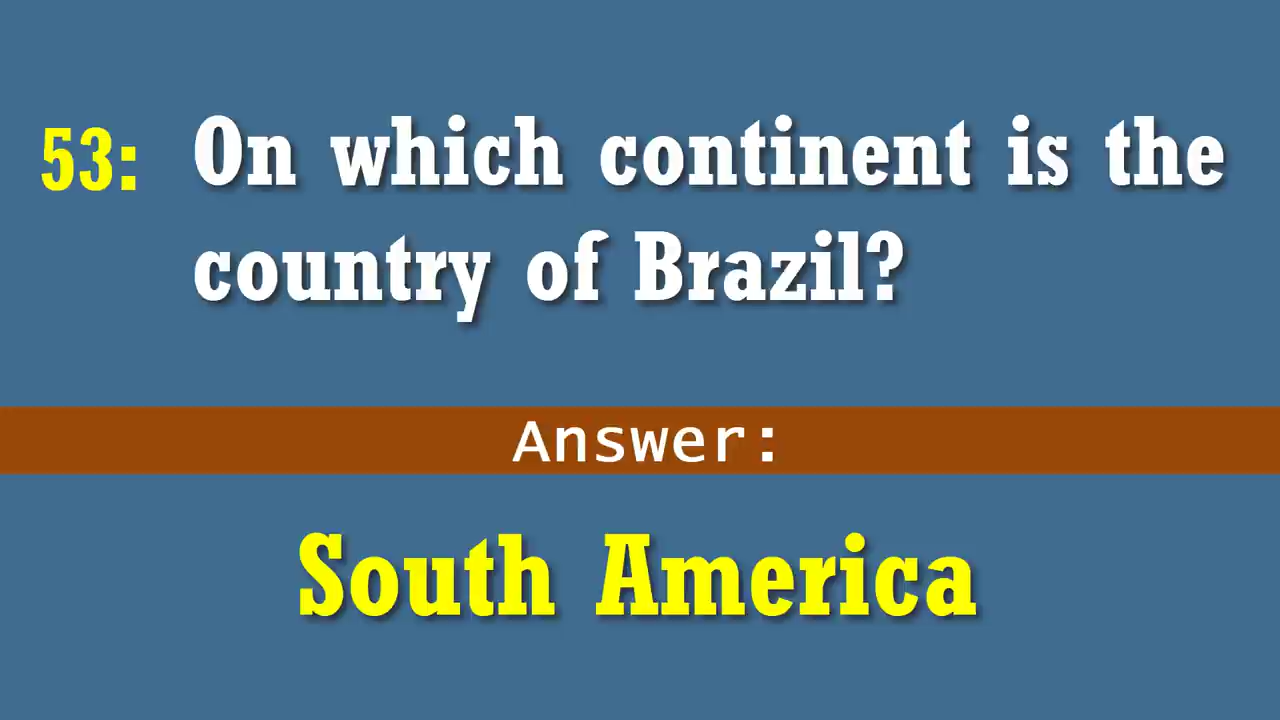 53: On which continent is the
country of Brazil?
Answer:
South America